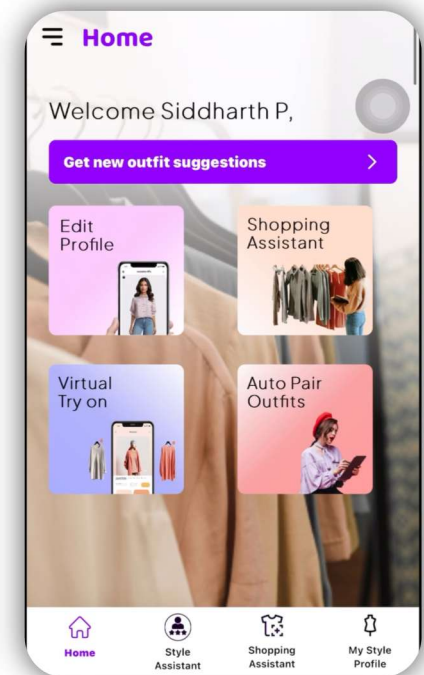 Home
Welcome Siddharth P,
Get new outfit suggestions
Edit
Profile
Shopping
Assistant
Virtual
Try on
Auto Pair
Outfits
Home
Style
Assistant
Shopping
Assistant
My Style
Profile